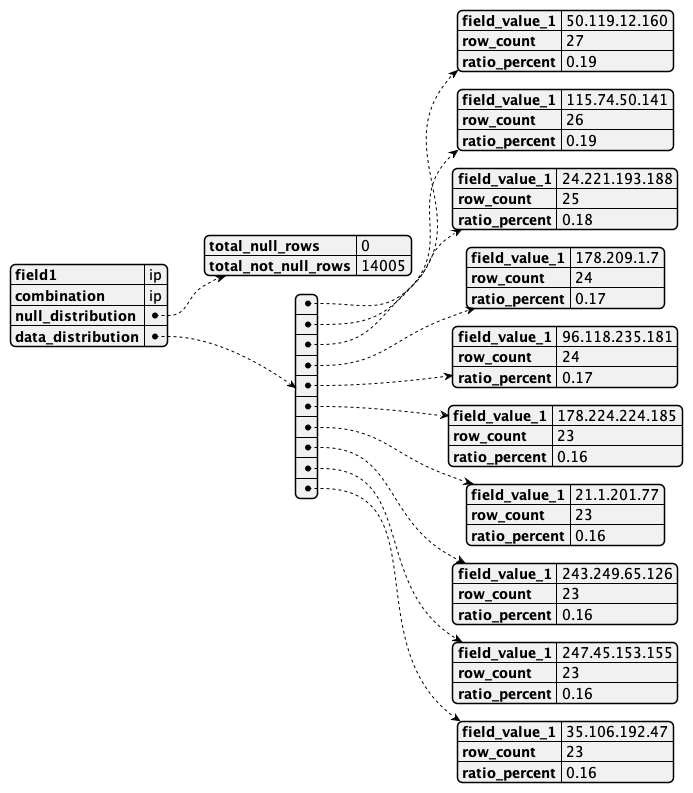 field1 ip
combination ip
null_distribution
data_distribution
total_null_rows 0
total_not_null_rows 14005
field_value_1 50.119.12.160
row_count 27
ratio_percent 0.19
field_value_1 115.74.50.141
row_count 26
ratio_percent 0.19
field_value_1 24.221.193.188
row_count 25
ratio_percent 0.18
field_value_1 178.209.1.7
row_count 24
ratio_percent 0.17
field_value_1 96.118.235.181
row_count 24
ratio_percent 0.17
field_value_1 178.224.224.185
row_count 23
ratio_percent 0.16
field_value_1 21.1.201.77
row_count 23
ratio_percent 0.16
field_value_1 243.249.65.126
row_count 23
ratio_percent 0.16
field_value_1 247.45.153.155
row_count 23
ratio_percent 0.16
field_value_1 35.106.192.47
row_count 23
ratio_percent 0.16